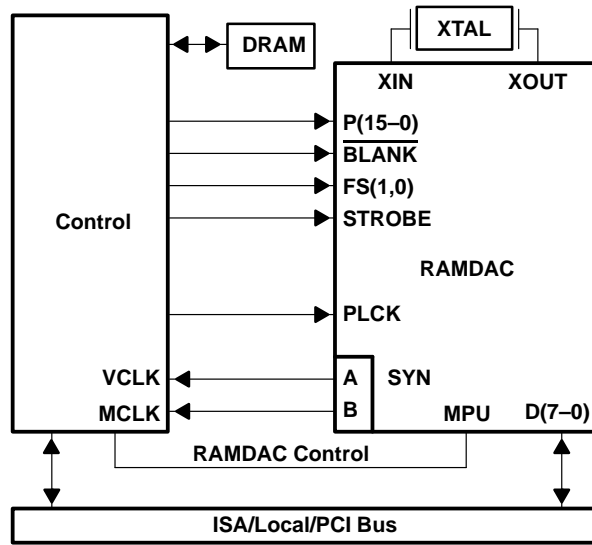 XTAL
DRAM
XIN
XOUT
P(15–0)
BLANK
FS(1,0)
Control
STROBE
RAMDAC
PLCK
VCLK
A
SYN
MCLK
B
MPU
D(7–0)
RAMDAC Control
ISA/Local/PCI Bus